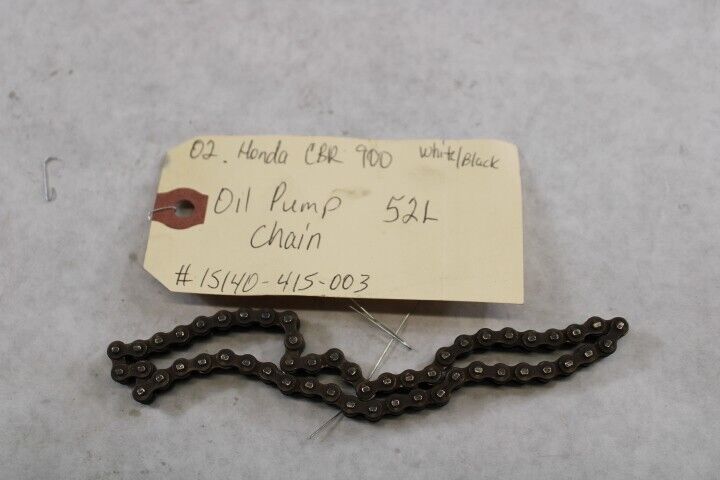 02. Honda CBR 900 White/Black
Oil Pump 52L
Chain
#15140-415-003